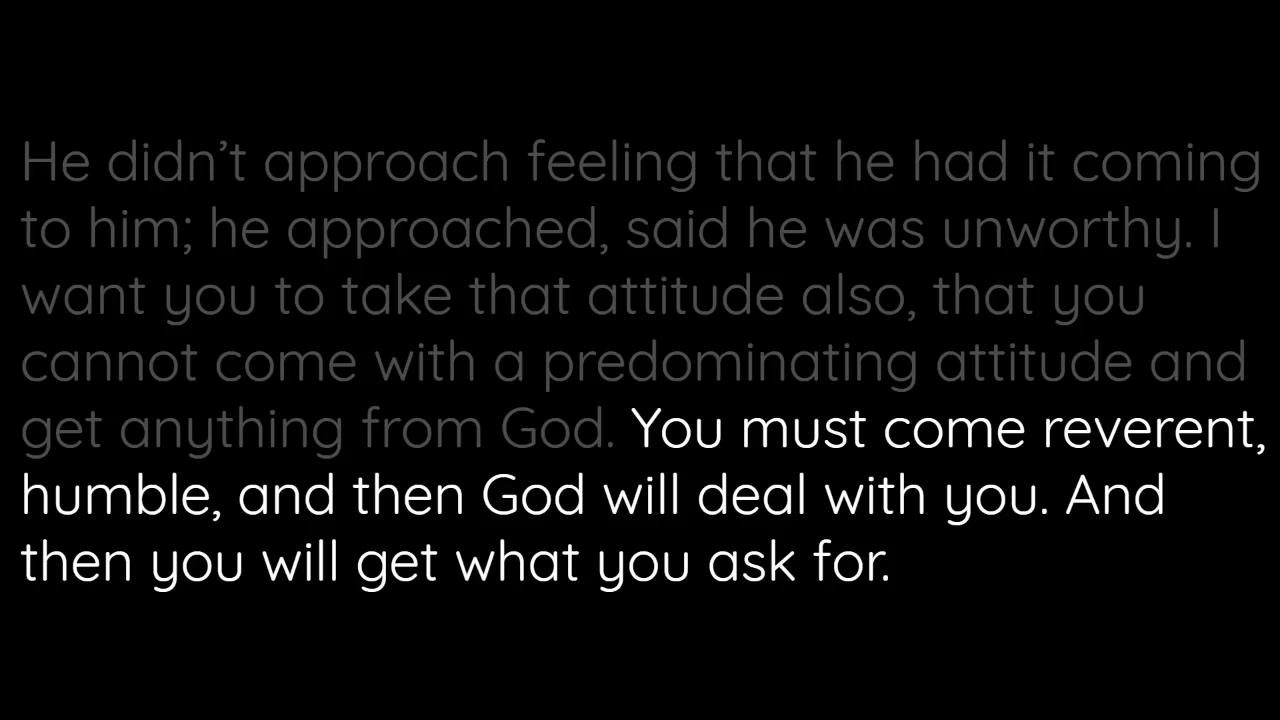 He didn’t approach feeling that he had it coming
to him; he approached, said he was unworthy. I
want you to take that attitude also, that you
cannot come with a predominating attitude and
get anything from God. You must come reverent,
humble, and then God will deal with you. And
then you will get what you ask for.